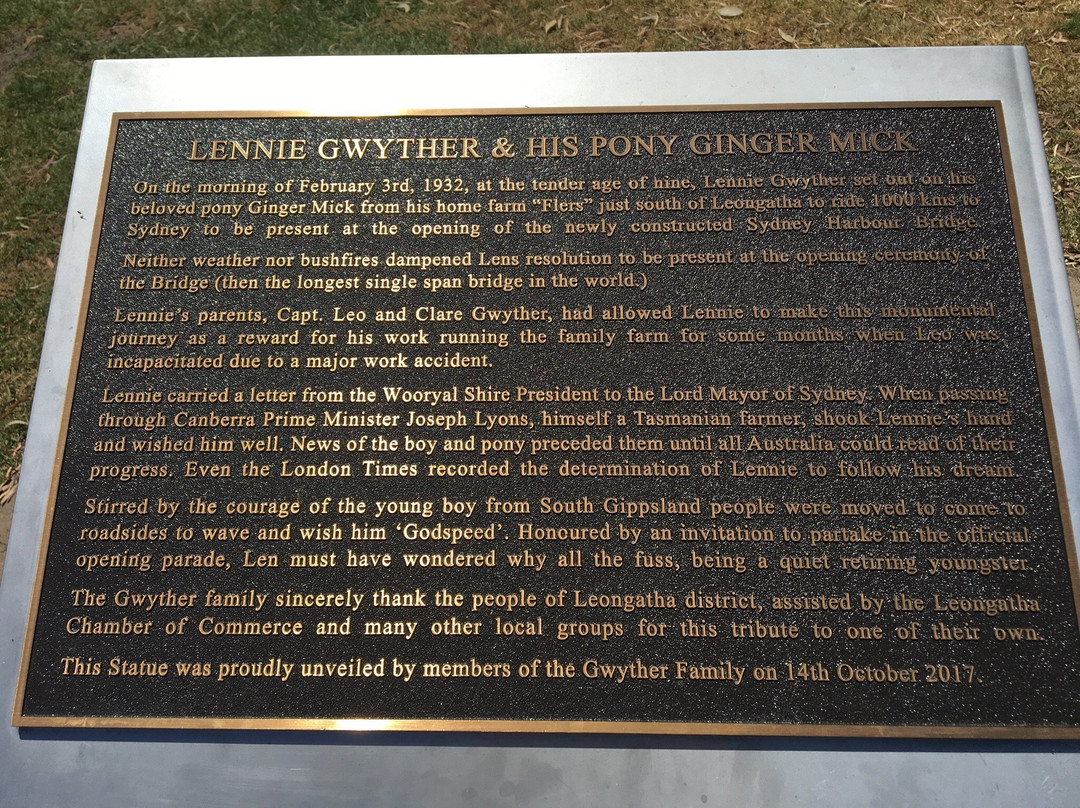 LENNIE GWYTHER & HIS PONY GINGER MICK
On the morning of February 3rd, 1932, at the tender age of nine, Lennie Gwyther set out on his
beloved pony Ginger Mick from his home farm “Flers” just south of Leongatha to ride 1000 kms to
Sydney to be present at the opening of the newly constructed Sydney Harbour Bridge.
Neither weather nor bushfires dampened Lens resolution to be present at the opening ceremony of
the Bridge (then the longest single span bridge in the world.)
Lennie’s parents, Capt. Leo and Clare Gwyther, had allowed Lennie to make this monumental
journey as a reward for his work running the family farm for some months when Leo was
incapacitated due to a major work accident.
Lennie carried a letter from the Wooryal Shire President to the Lord Mayor of Sydney. When passing
through Canberra Prime Minister Joseph Lyons, himself a Tasmanian farmer, shook Lennie’s hand
and wished him well. News of the boy and pony preceded them until all Australia could read of their
progress. Even the London Times recorded the determination of Lennie to follow his dream.
Stirred by the courage of the young boy from South Gippsland people were moved to come to
roadsides to wave and wish him ‘Godspeed’. Honoured by an invitation to partake in the official
opening parade, Len must have wondered why all the fuss, being a quiet retiring youngster.
The Gwyther family sincerely thank the people of Leongatha district, assisted by the Leongatha
Chamber of Commerce and many other local groups for this tribute to one of their own.
This Statue was proudly unveiled by members of the Gwyther Family on 14th October 2017.